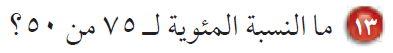 ١٣ ما النسبة المئوية لـ ٧٥ من ٥٠ ؟